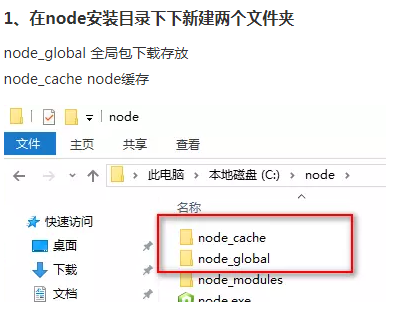 1、在node安装目录下下新建两个文件夹
node_global 全局包下载存放
node_cache node缓存
node
文件 主页 共享 查看
此电脑 本地磁盘 (C:) node
名称
快速访问
node_cache
桌面
node_global
下载
node_modules
文档
node.exe